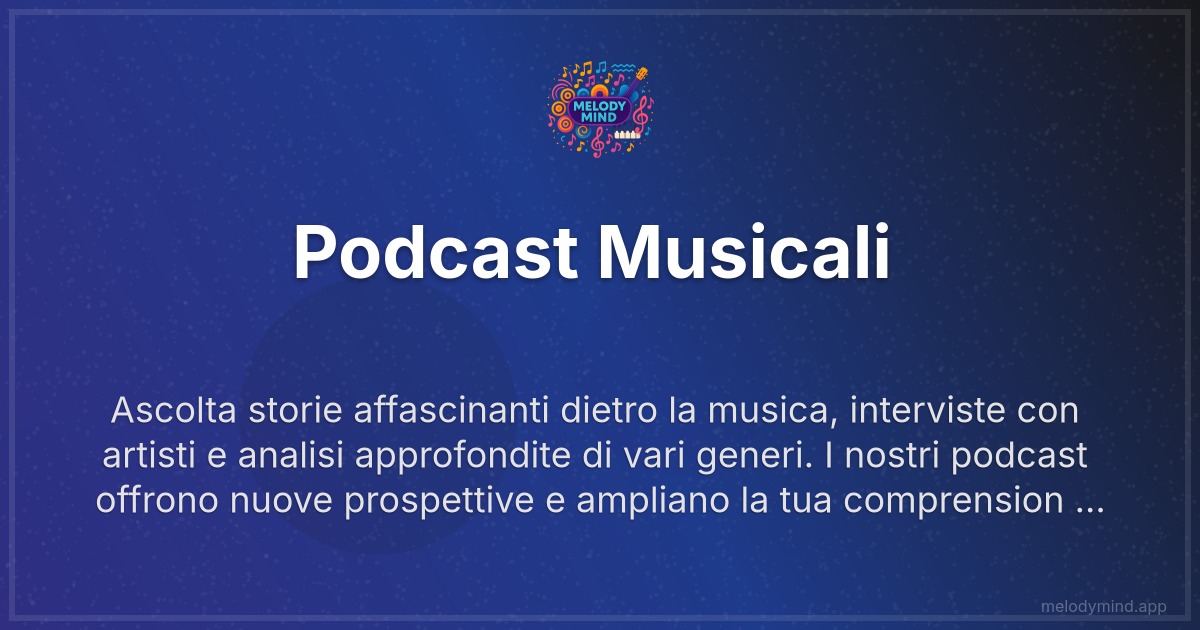 MELODY
MIND
Podcast Musicali
Ascolta storie affascinanti dietro la musica, interviste con
artisti e analisi approfondite di vari generi. I nostri podcast
offrono nuove prospettive e ampliano la tua comprension ...
melodymind.app